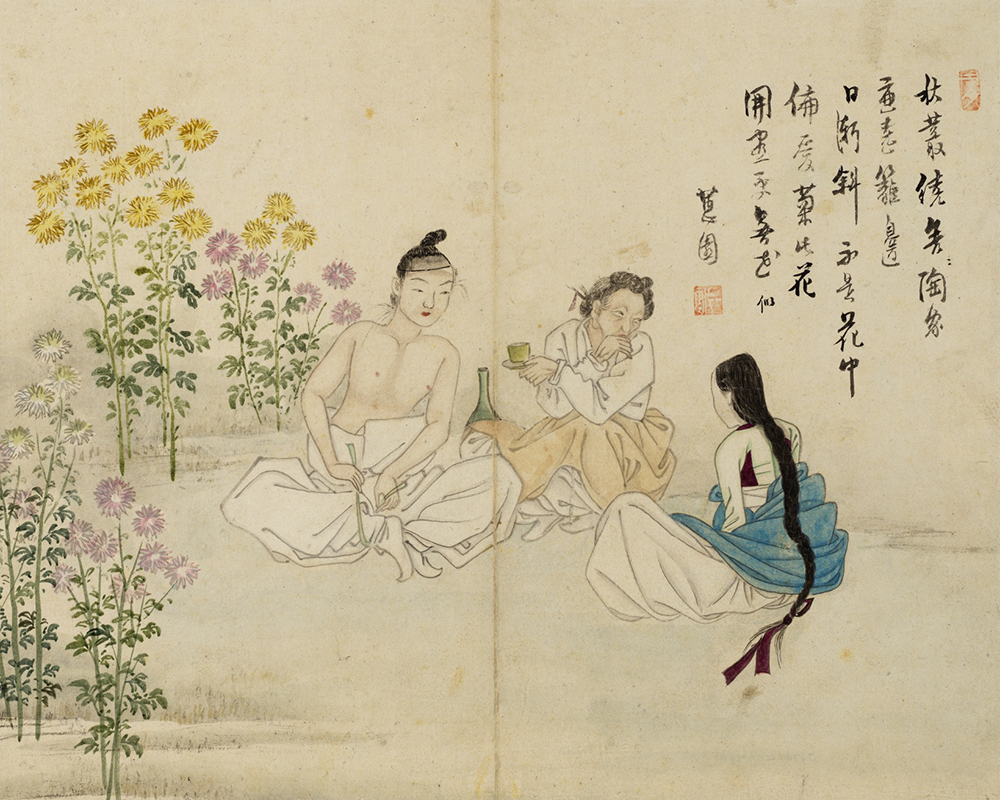 秋叢繞舍陶家
遍遶籬邊
日漸斜不是花中
偏愛菊此花
開盡更無花 似
蕙園